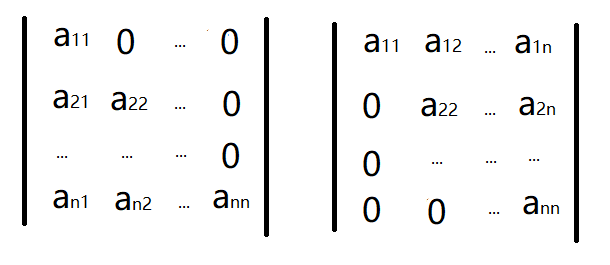 a11 0 ... 0
a21 a22 ... 0
... ... ... 0
an1 an2 ... ann
a11 a12 ... a1n
0 a22 ... a2n
0 ... ... ...
0 0 ... ann